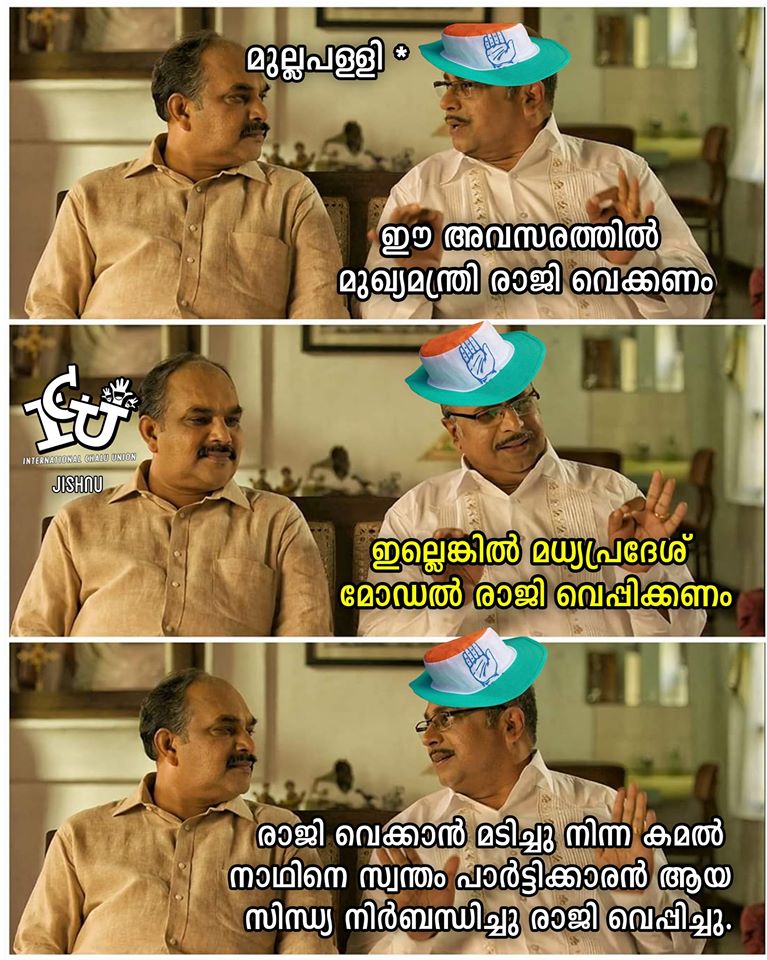 മുല്ലപള്ളി *
ഈ അവസരത്തിൽ
മുഖ്യമന്ത്രി രാജി വെക്കണം
ICU
INTERNATIONAL CHALU UNION
JISHNU
ഇല്ലെങ്കിൽ മധ്യപ്രദേശ്
മോഡൽ രാജി വെപ്പിക്കണം
രാജി വെക്കാൻ മടിച്ചു നിന്ന കമൽ
നാഥിനെ സ്വന്തം പാർട്ടിക്കാരൻ ആയ
സിന്ധ്യ നിർബന്ധിച്ചു രാജി വെപ്പിച്ചു.